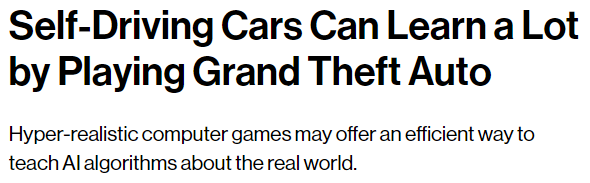 Self-Driving Cars Can Learn a Lot
by Playing Grand Theft Auto
Hyper-realistic computer games may offer an efficient way to
teach AI algorithms about the real world.